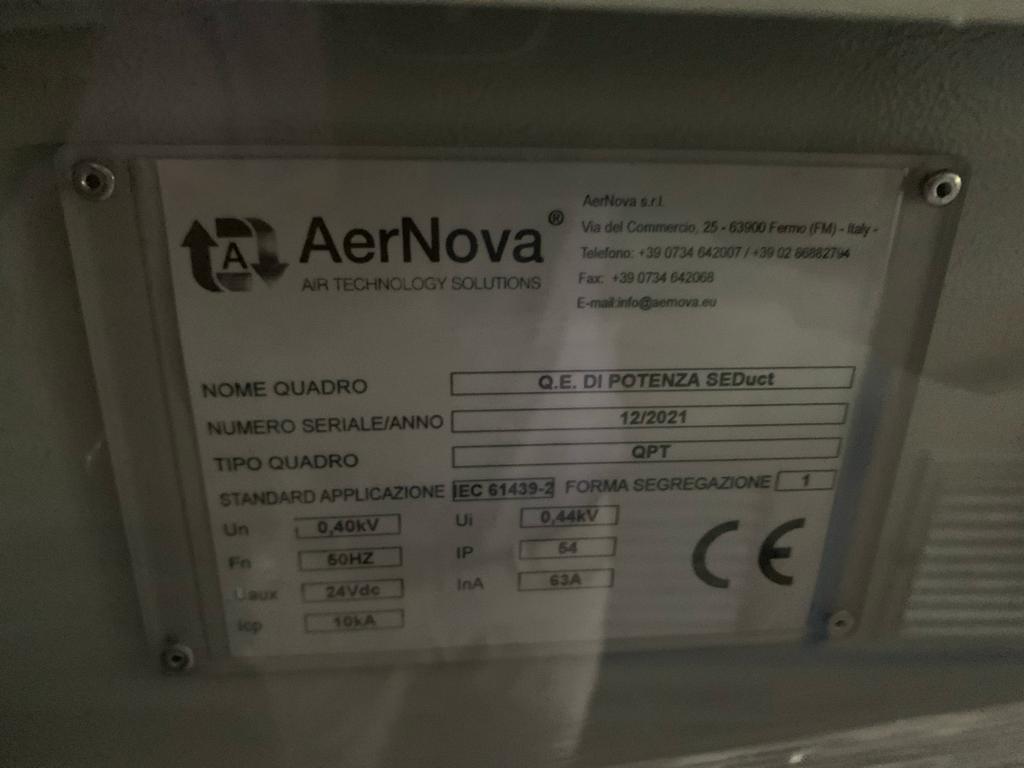 A
AerNova®
AIR TECHNOLOGY SOLUTIONS
AerNova s.r.l.
Via del Commercio, 25 - 63900 Fermo (FM) - Italy -
Telefono: +39 0734 642007 / +39 02 86882794
Fax: +39 0734 642068
E-mail:info@aernova.eu
NOME QUADRO Q.E. DI POTENZA SEDuct
NUMERO SERIALE/ANNO 12/2021
TIPO QUADRO QPT
STANDARD APPLICAZIONE IEC 61439-2 FORMA SEGREGAZIONE 1
Un 0,40kV Ui 0,44kV
Fn 50HZ IP 54
Uaux 24Vdc InA 63A
Icp 10kA
CE